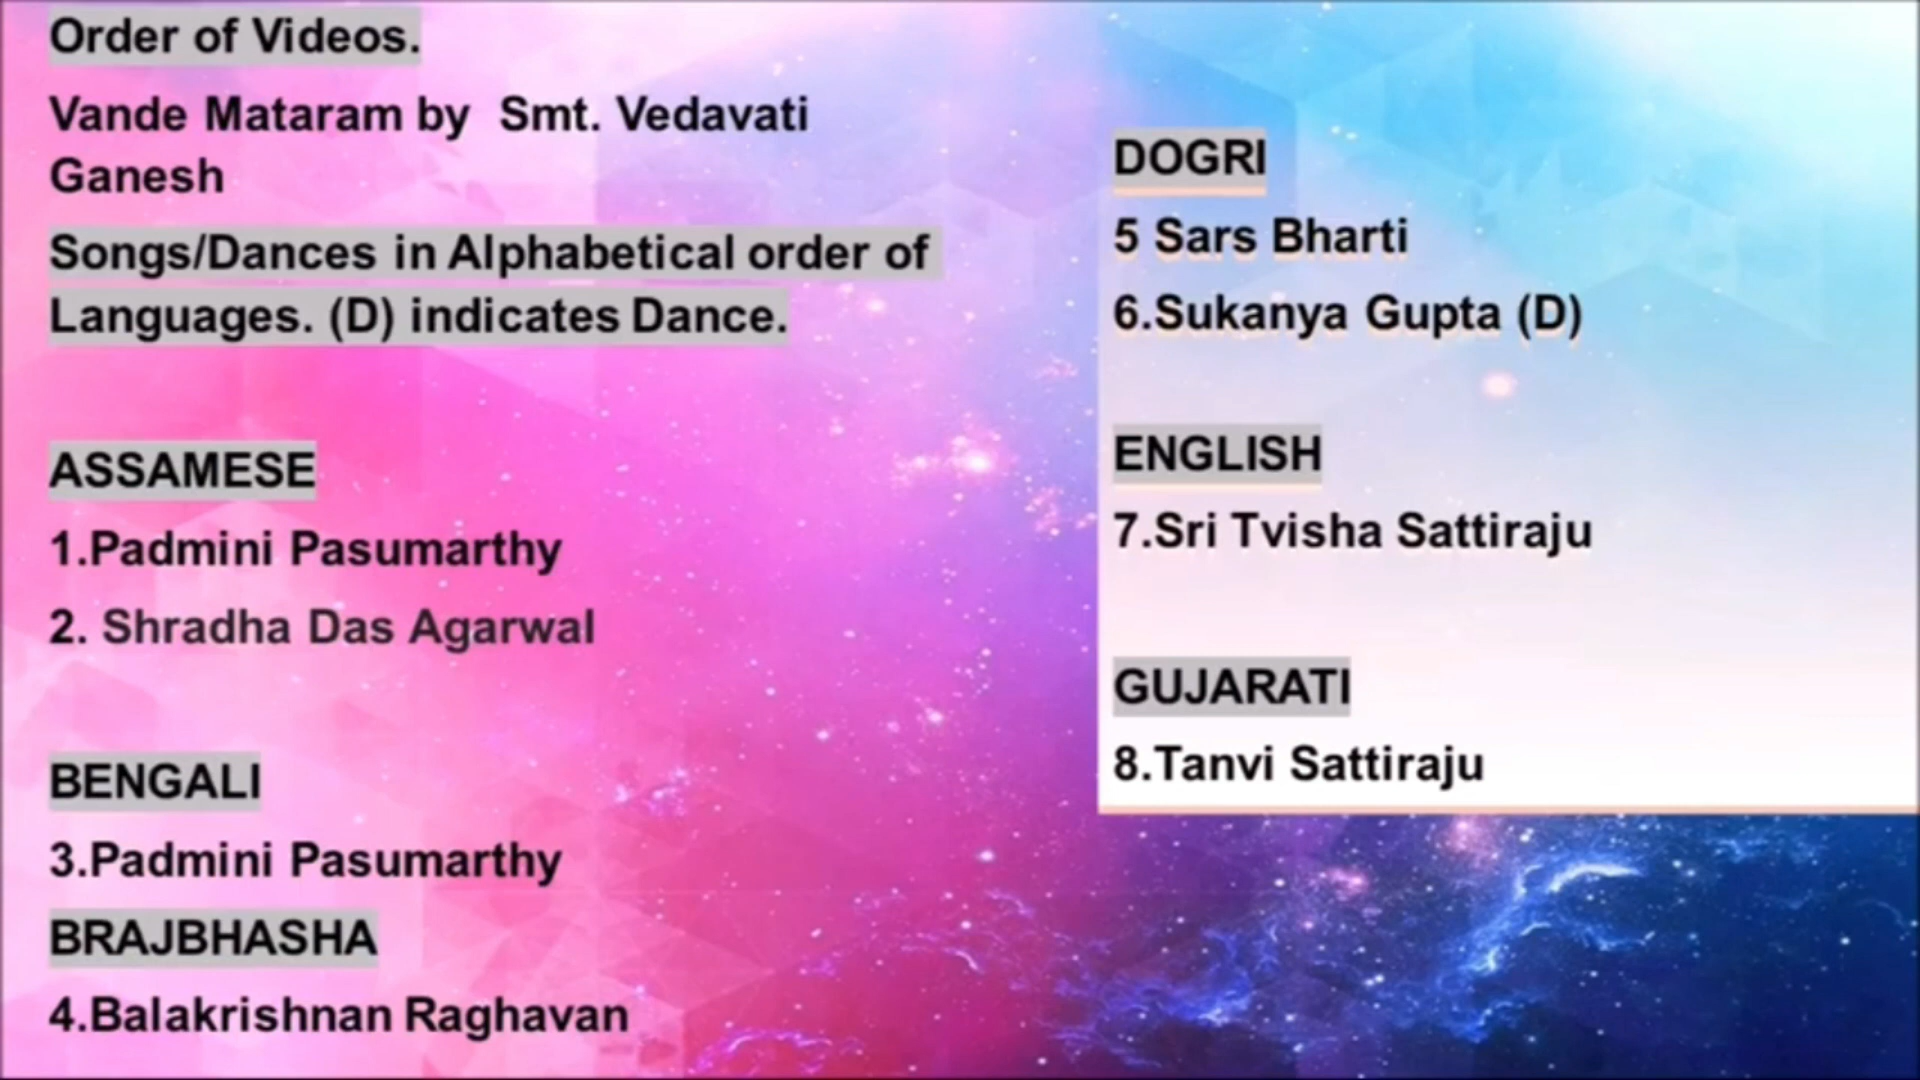 Order of Videos.
Vande Mataram by Smt. Vedavati
Ganesh
Songs/Dances in Alphabetical order of
Languages. (D) indicates Dance.
ASSAMESE
1.Padmini Pasumarthy
2. Shradha Das Agarwal
BENGALI
3.Padmini Pasumarthy
BRAJBHASHA
4.Balakrishnan Raghavan
DOGRI
5 Sars Bharti
6.Sukanya Gupta (D)
ENGLISH
7.Sri Tvisha Sattiraju
GUJARATI
8.Tanvi Sattiraju